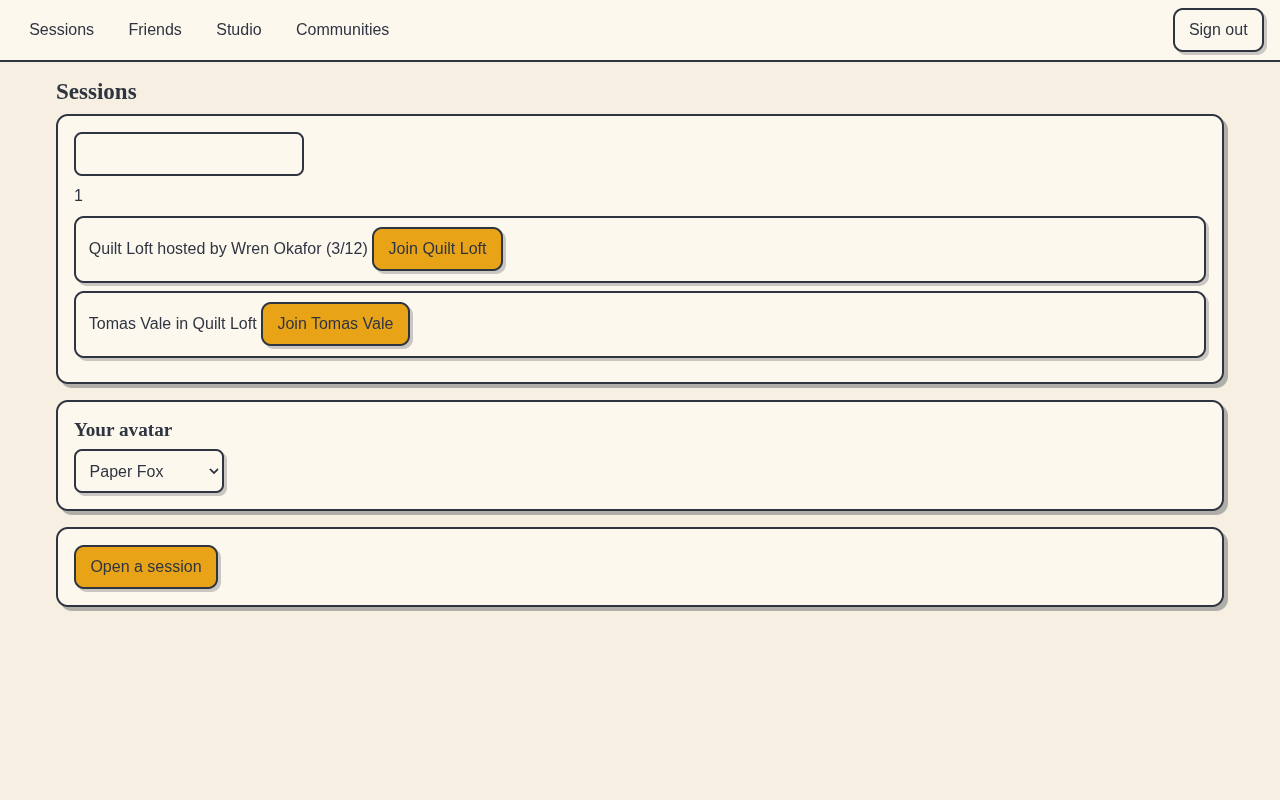 Sessions Friends Studio Communities Sign out
Sessions
1
Quilt Loft hosted by Wren Okafor (3/12) Join Quilt Loft
Tomas Vale in Quilt Loft Join Tomas Vale
Your avatar
Paper Fox
Open a session